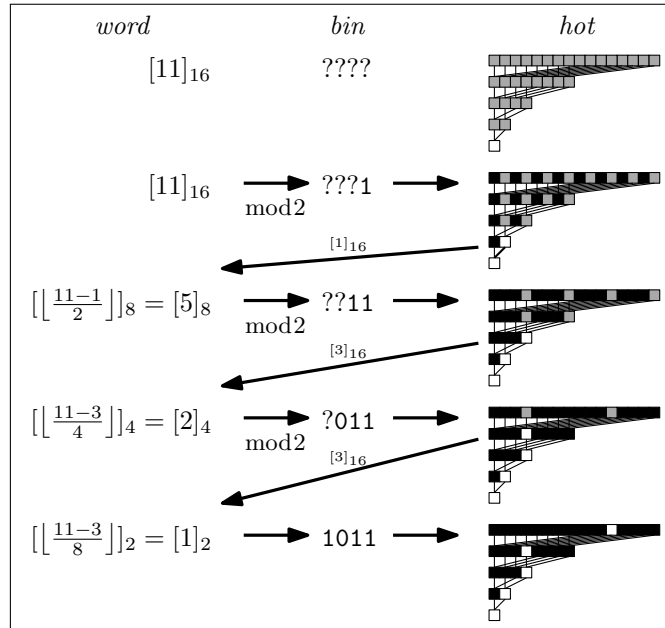 word bin hot
[11]₁₆ ????
[11]₁₆ mod2 ???1
[1]₁₆
[⌊(11−1)/2⌋]₈ = [5]₈ mod2 ??11
[3]₁₆
[⌊(11−3)/4⌋]₄ = [2]₄ mod2 ?011
[3]₁₆
[⌊(11−3)/8⌋]₂ = [1]₂ 1011